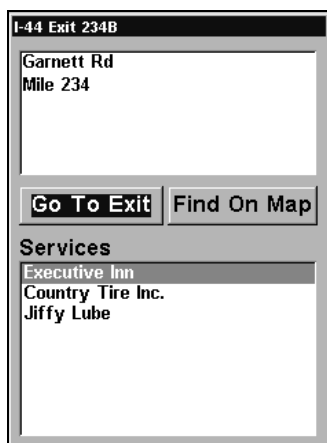 I-44 Exit 234B
Garnett Rd
Mile 234
Go To Exit Find On Map
Services
Executive Inn
Country Tire Inc.
Jiffy Lube